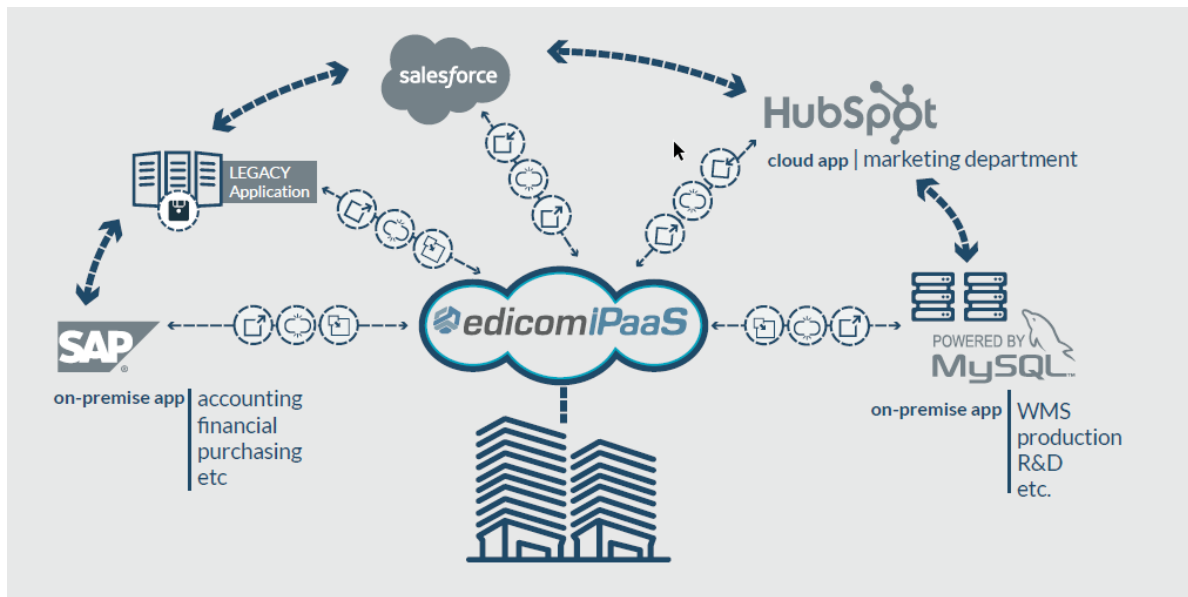 salesforce
HubSpot
cloud app | marketing department
LEGACY
Application
edicomiPaaS
SAP
®
on-premise app
accounting
financial
purchasing
etc
POWERED BY
MySQL™
on-premise app
WMS
production
R&D
etc.